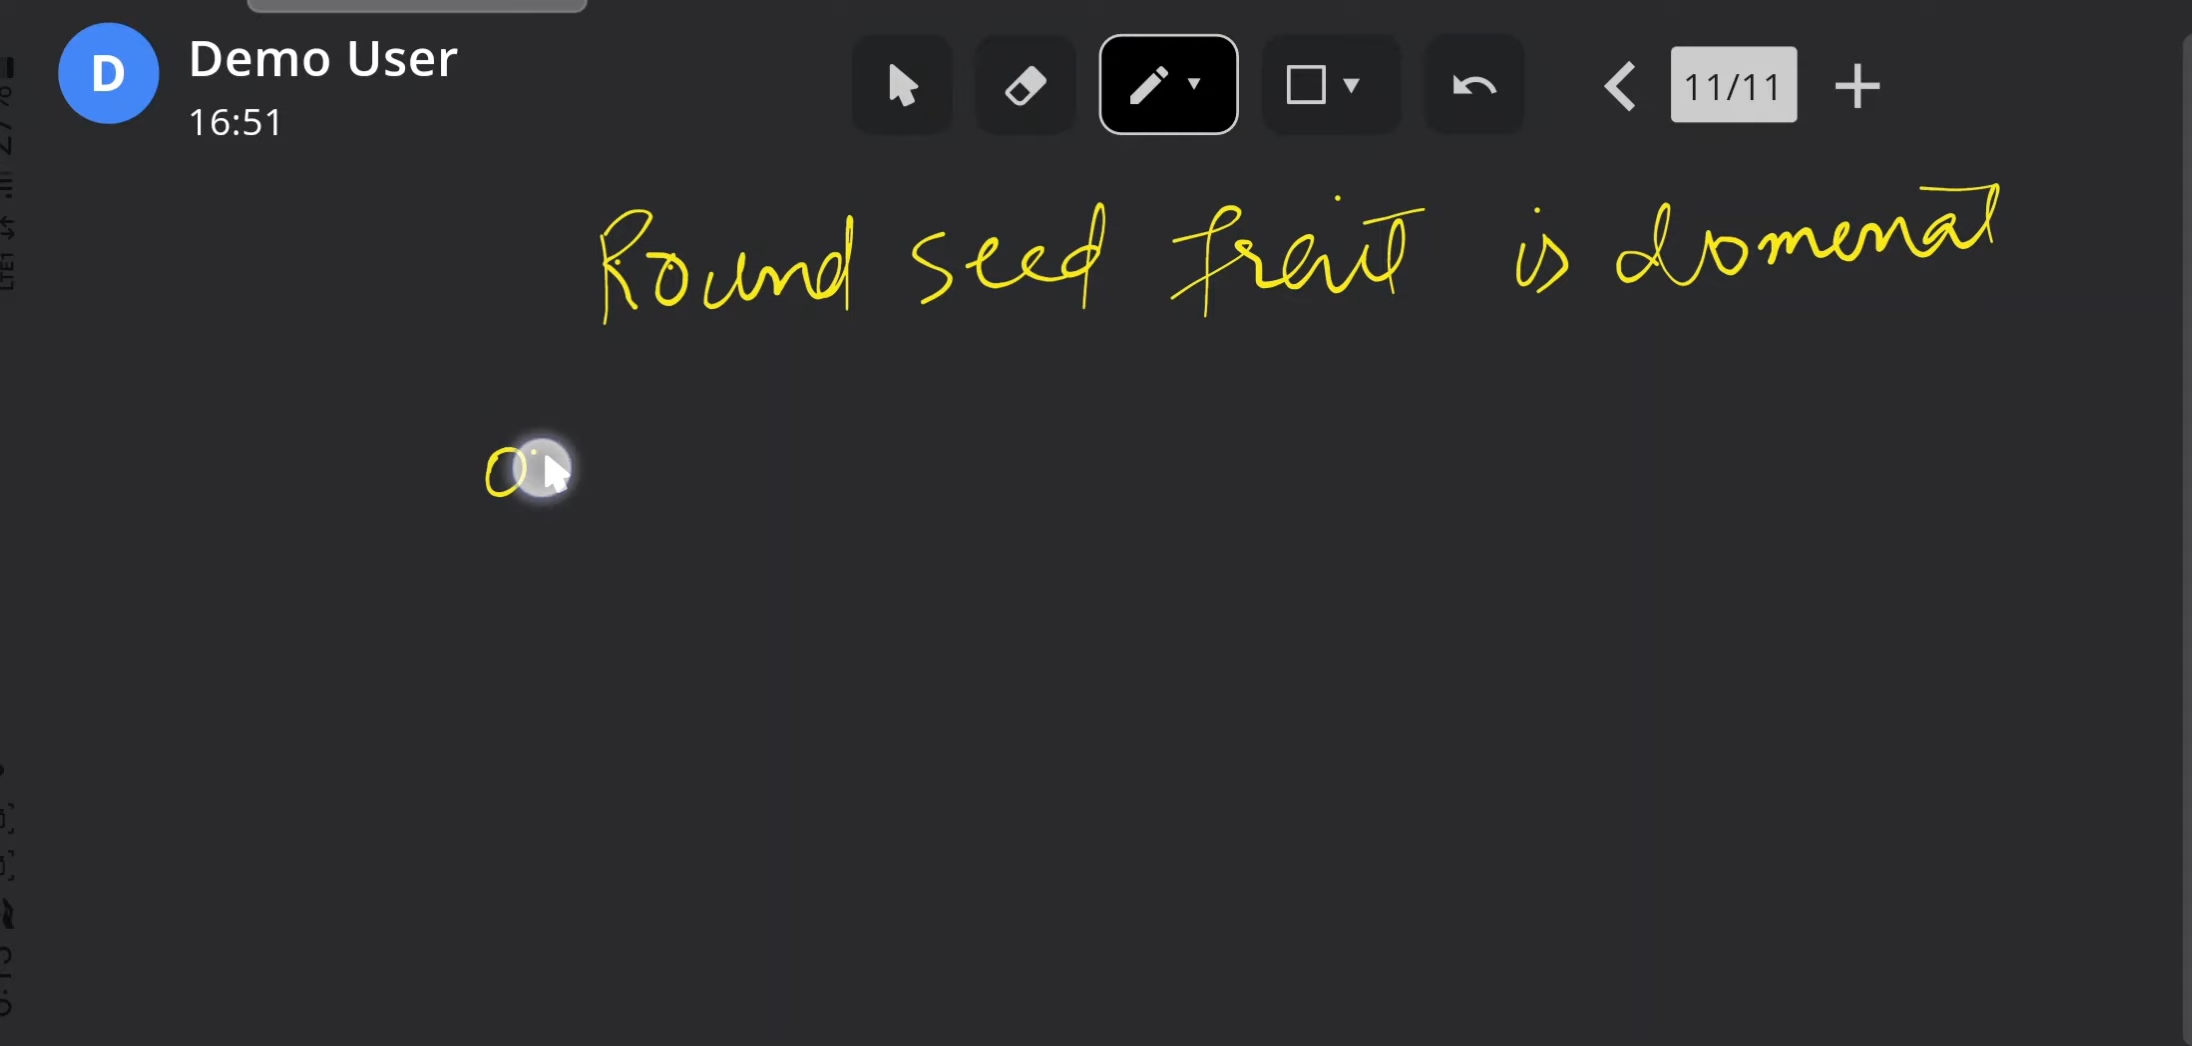 D
Demo User
16:51
11/11
Round seed trait is domenat
o